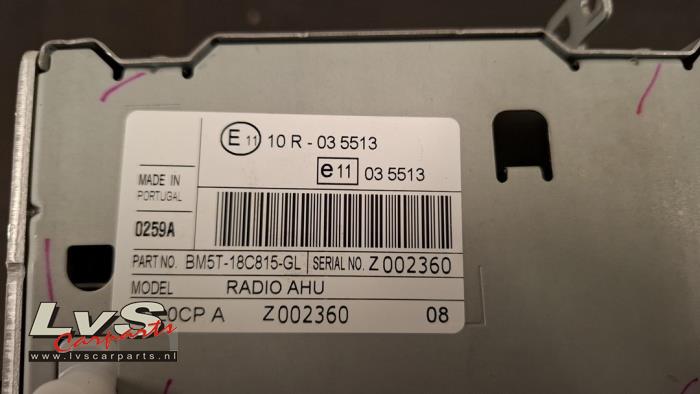 E11 10 R - 03 5513
e11 03 5513
MADE IN
PORTUGAL
0259A
PART NO. BM5T-18C815-GL SERIAL NO. Z002360
MODEL RADIO AHU
0CP A Z002360 08
LvS
Carparts
www.lvscarparts.nl